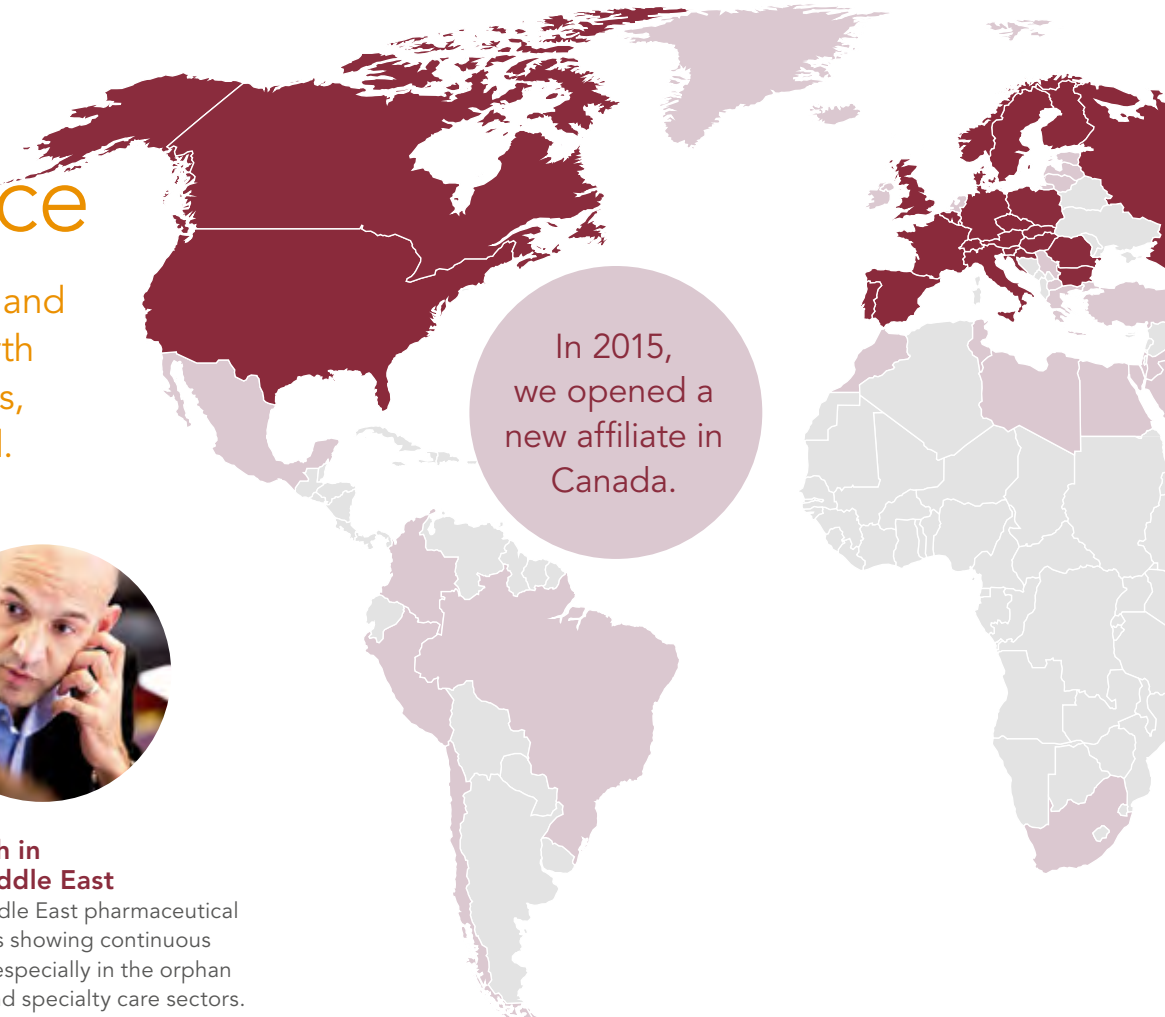 ce
and
th
s,
.
In 2015,
we opened a
new affiliate in
Canada.
h in
ddle East
dle East pharmaceutical
s showing continuous
especially in the orphan
d specialty care sectors.